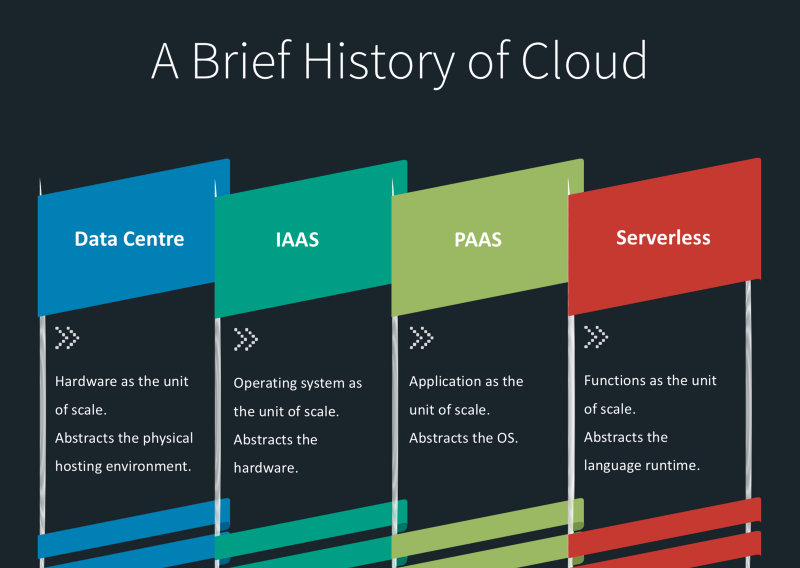 A Brief History of Cloud
Data Centre
Hardware as the unit
of scale.
Abstracts the physical
hosting environment.
IAAS
Operating system as
the unit of scale.
Abstracts the
hardware.
PAAS
Application as the
unit of scale.
Abstracts the OS.
Serverless
Functions as the unit
of scale.
Abstracts the
language runtime.